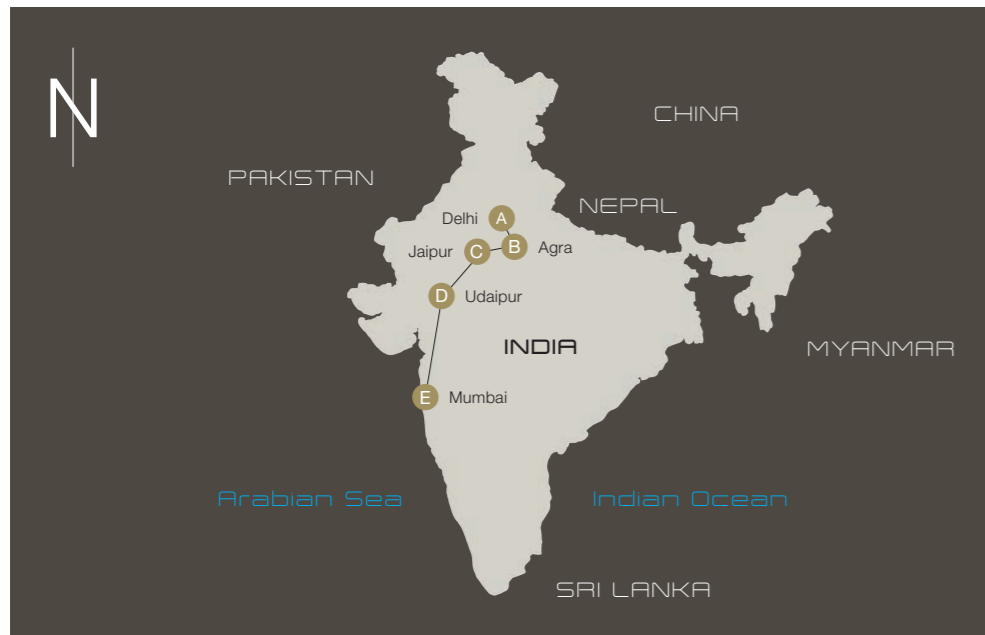 N
CHINA
PAKISTAN
NEPAL
Delhi A
Jaipur C B Agra
D Udaipur
INDIA
MYANMAR
E Mumbai
Arabian Sea
Indian Ocean
SRI LANKA